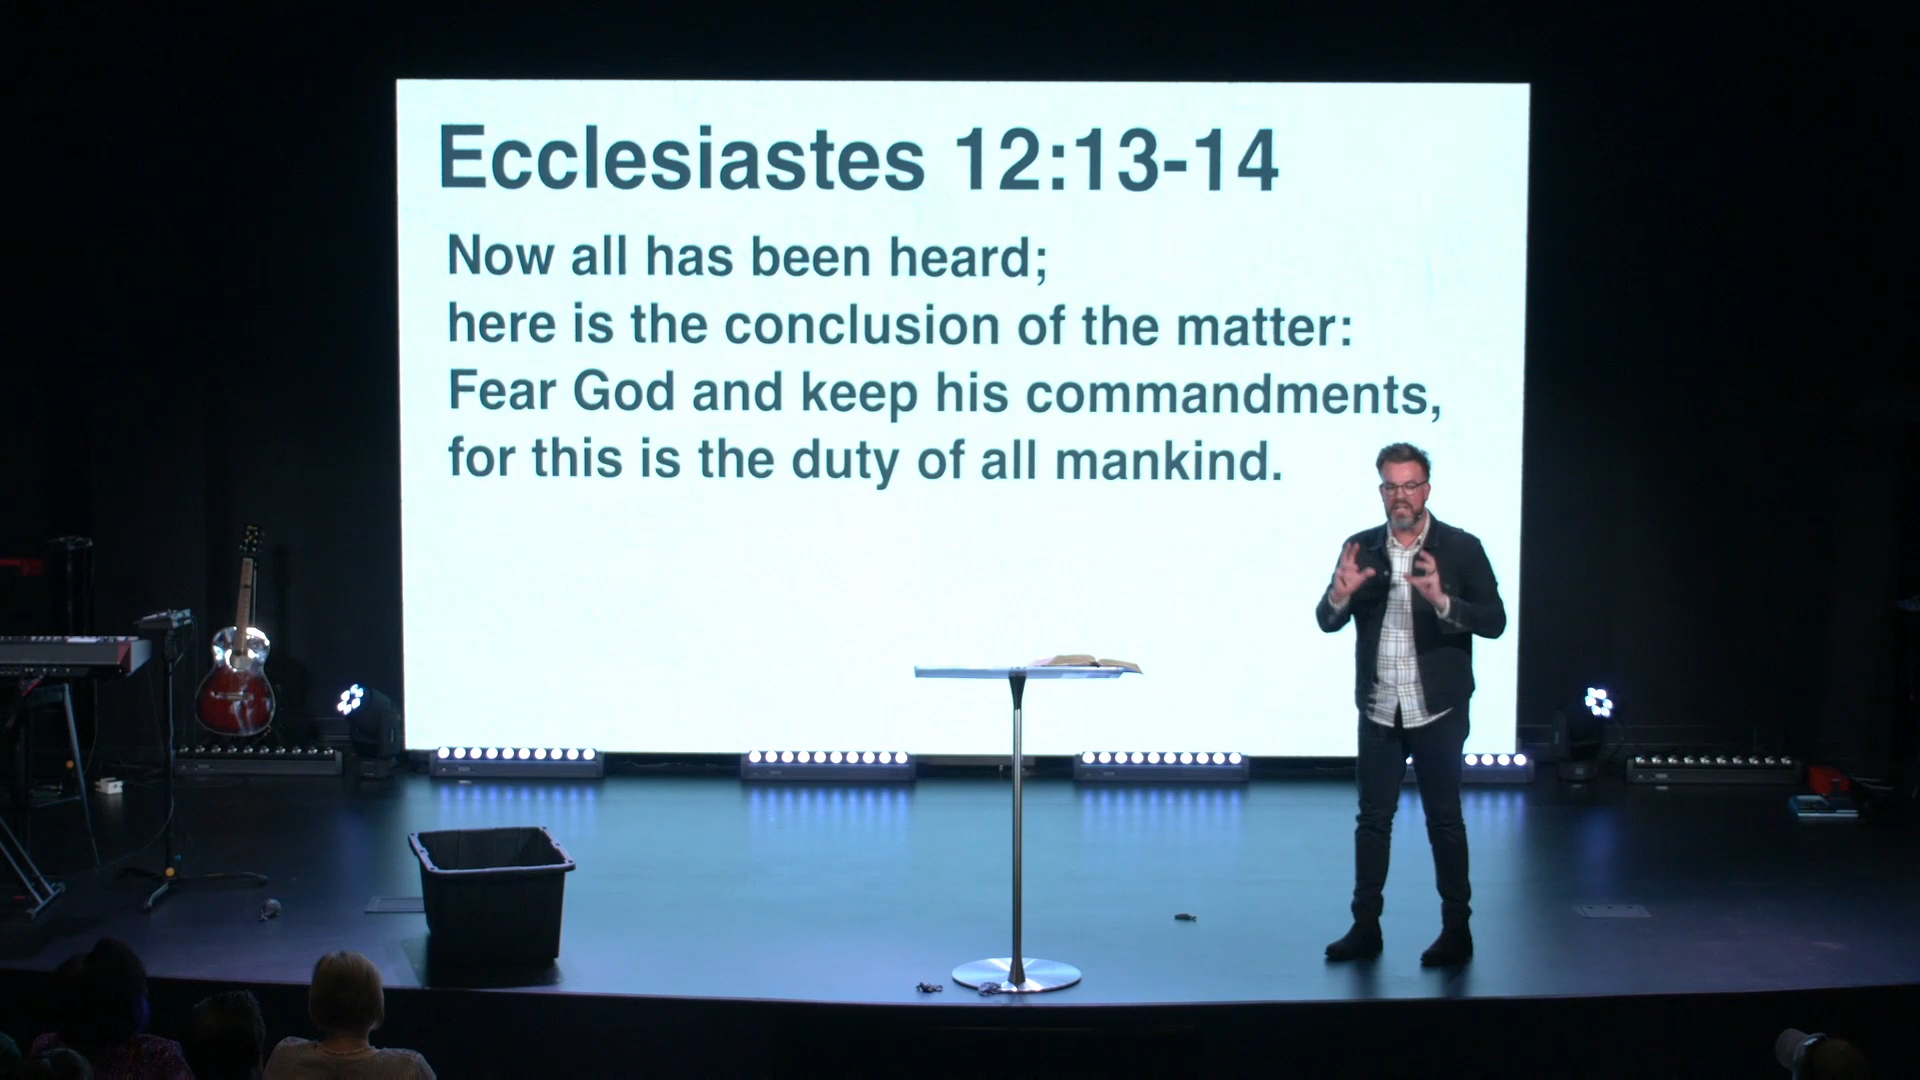 Ecclesiastes 12:13-14
Now all has been heard;
here is the conclusion of the matter:
Fear God and keep his commandments,
for this is the duty of all mankind.